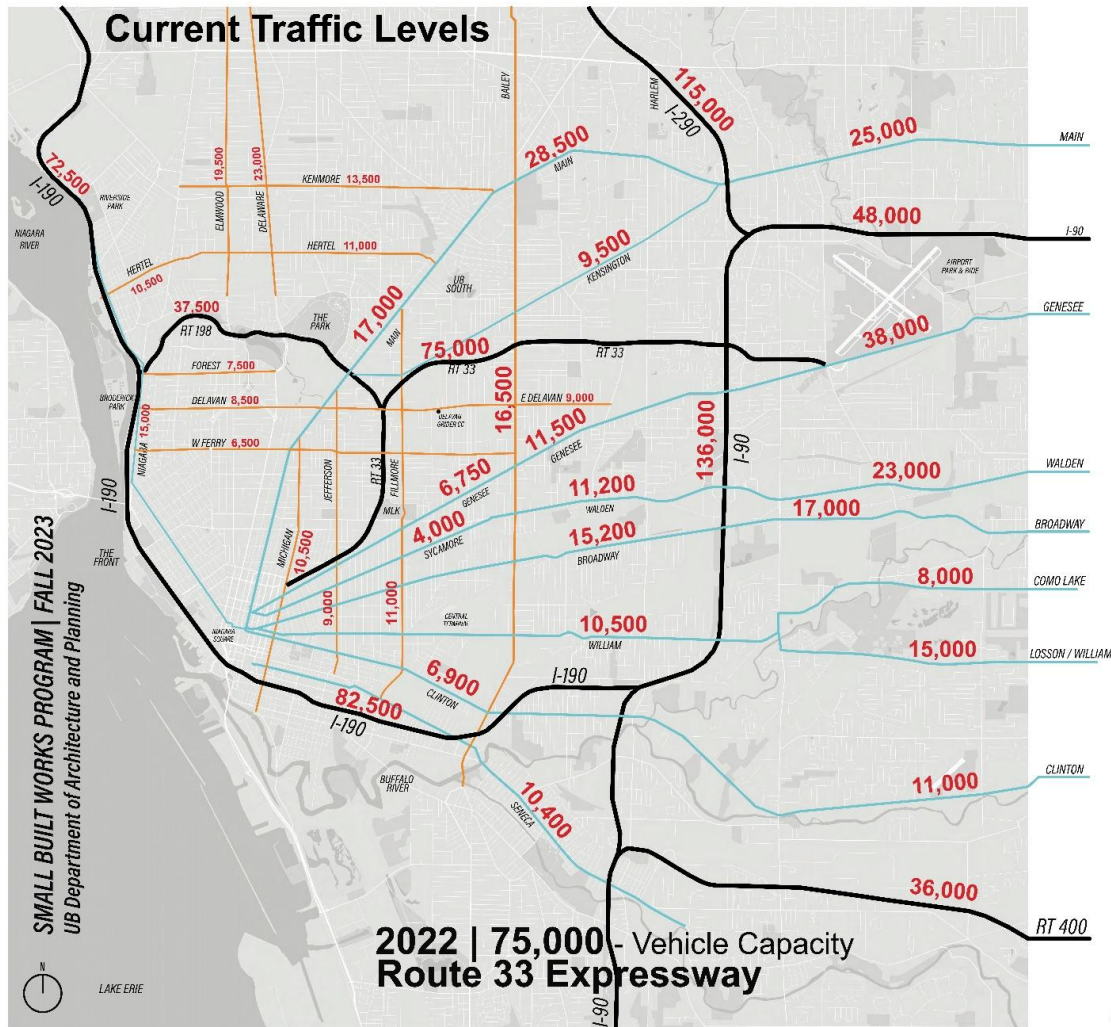 Current Traffic Levels
BAILEY
HARLEM
115,000
I-290
25,000
MAIN
28,500
MAIN
72,500
I-190
19,500
23,000
KENMORE 13,500
RIVERSIDE
PARK
ELMWOOD
DELAWARE
48,000
I-90
NIAGARA
RIVER
HERTEL 11,000
9,500
KENSINGTON
AIRPORT
PARK & RIDE
HERTEL
10,500
UB
SOUTH
GENESEE
37,500
RT 198
THE
PARK
17,000
MAIN
38,000
75,000
RT 33
RT 33
FOREST 7,500
BRODERICK
PARK
DELAVAN 8,500
16,500
E DELAVAN 9,000
DELAVAN
GRIDER CC
15,000
NIAGARA
W FERRY 6,500
11,500
GENESEE
136,000
I-90
RT 33
JEFFERSON
FILLMORE
6,750
GENESEE
23,000
WALDEN
I-190
11,200
WALDEN
MLK
4,000
SYCAMORE
17,000
BROADWAY
15,200
BROADWAY
MICHIGAN
10,500
THE
FRONT
8,000
COMO LAKE
9,000
11,000
CENTRAL
TERMINAL
NIAGARA
SQUARE
10,500
WILLIAM
15,000
LOSSON / WILLIAM
6,900
CLINTON
I-190
82,500
I-190
BUFFALO
RIVER
CLINTON
11,000
10,400
SENECA
36,000
RT 400
SMALL BUILT WORKS PROGRAM | FALL 2023
UB Department of Architecture and Planning
2022 | 75,000 - Vehicle Capacity
Route 33 Expressway
N
LAKE ERIE
I-90